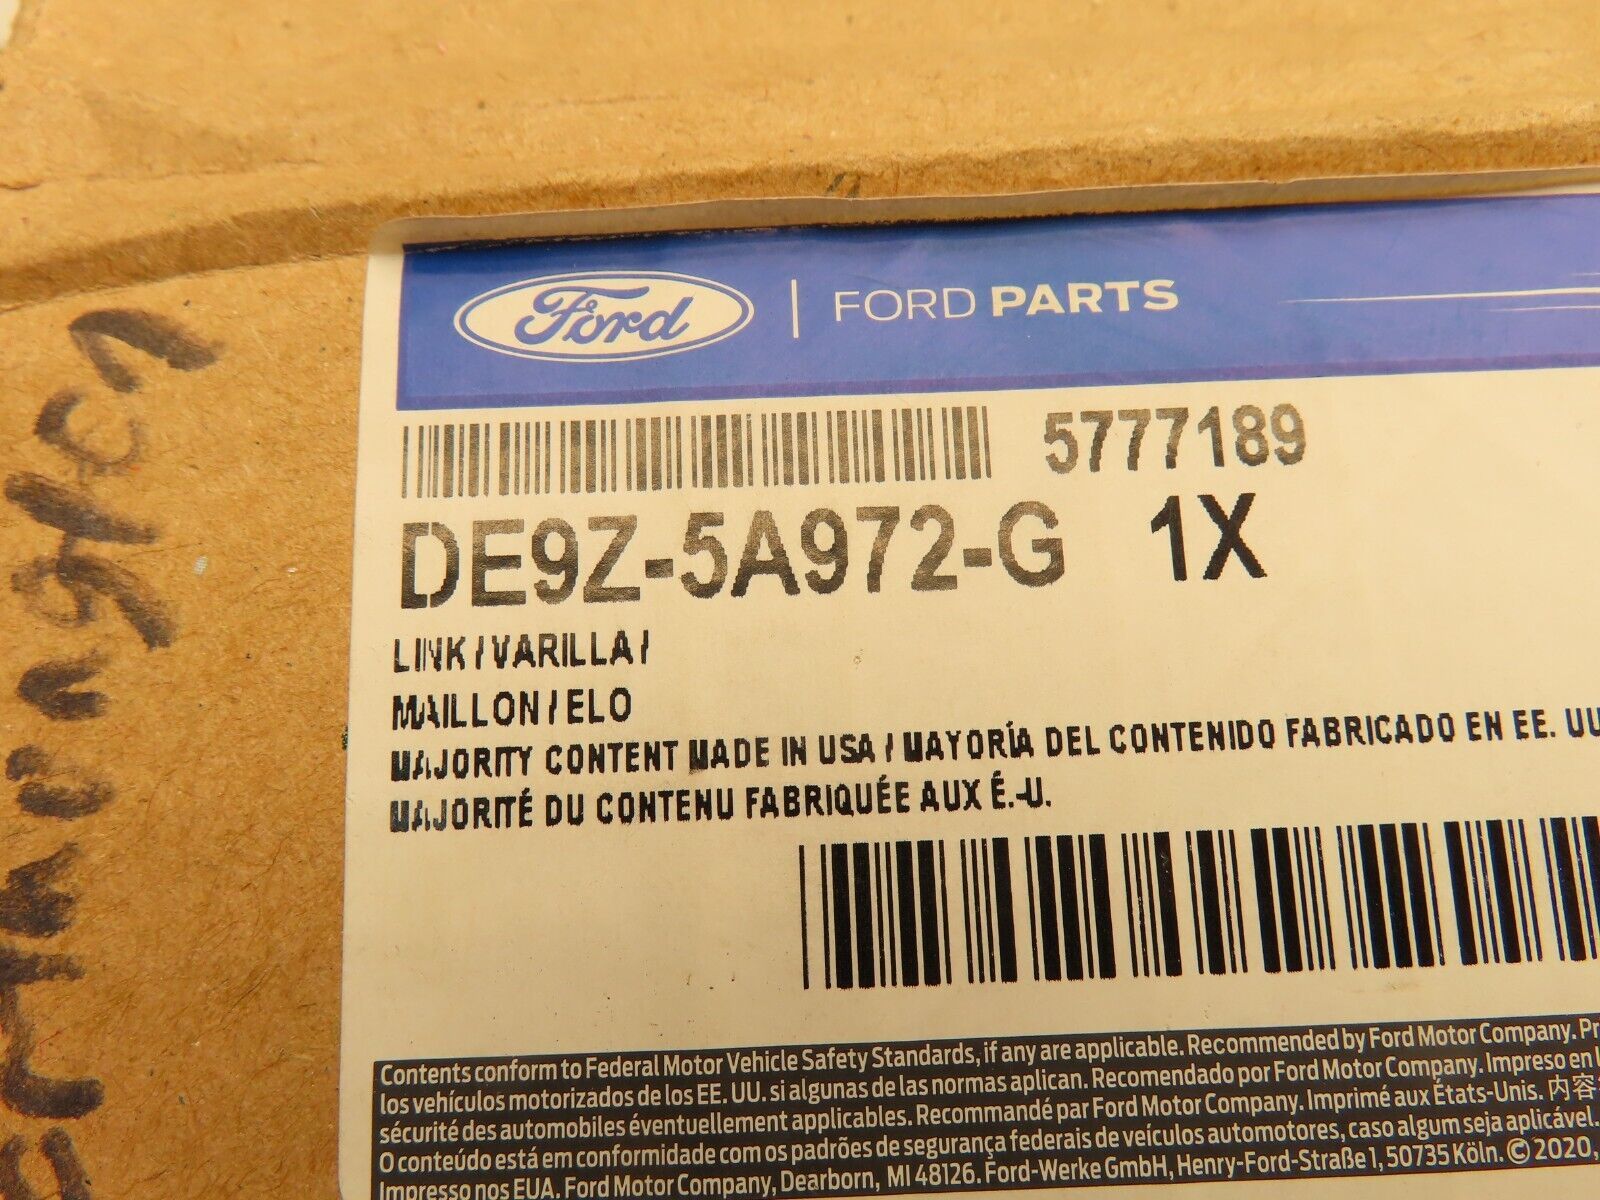 Ford | FORD PARTS
5777189
DE9Z-5A972-G 1X
LINK / VARILLA /
MAILLON / ELO
MAJORITY CONTENT MADE IN USA / MAYORÍA DEL CONTENIDO FABRICADO EN EE. UU
MAJORITÉ DU CONTENU FABRIQUÉE AUX É.-U.
Contents conform to Federal Motor Vehicle Safety Standards, if any are applicable. Recommended by Ford Motor Company. Pr
los vehículos motorizados de los EE. UU. si algunas de las normas aplican. Recomendado por Ford Motor Company. Impreso en
sécurité des automobiles éventuellement applicables. Recommandé par Ford Motor Company. Imprimé aux États-Unis. 内容
O conteúdo está em conformidade com os padrões de segurança federais de veículos automotores, caso algum seja aplicável.
Impresso nos EUA. Ford Motor Company, Dearborn, MI 48126. Ford-Werke GmbH, Henry-Ford-Straße 1, 50735 Köln. © 2020,